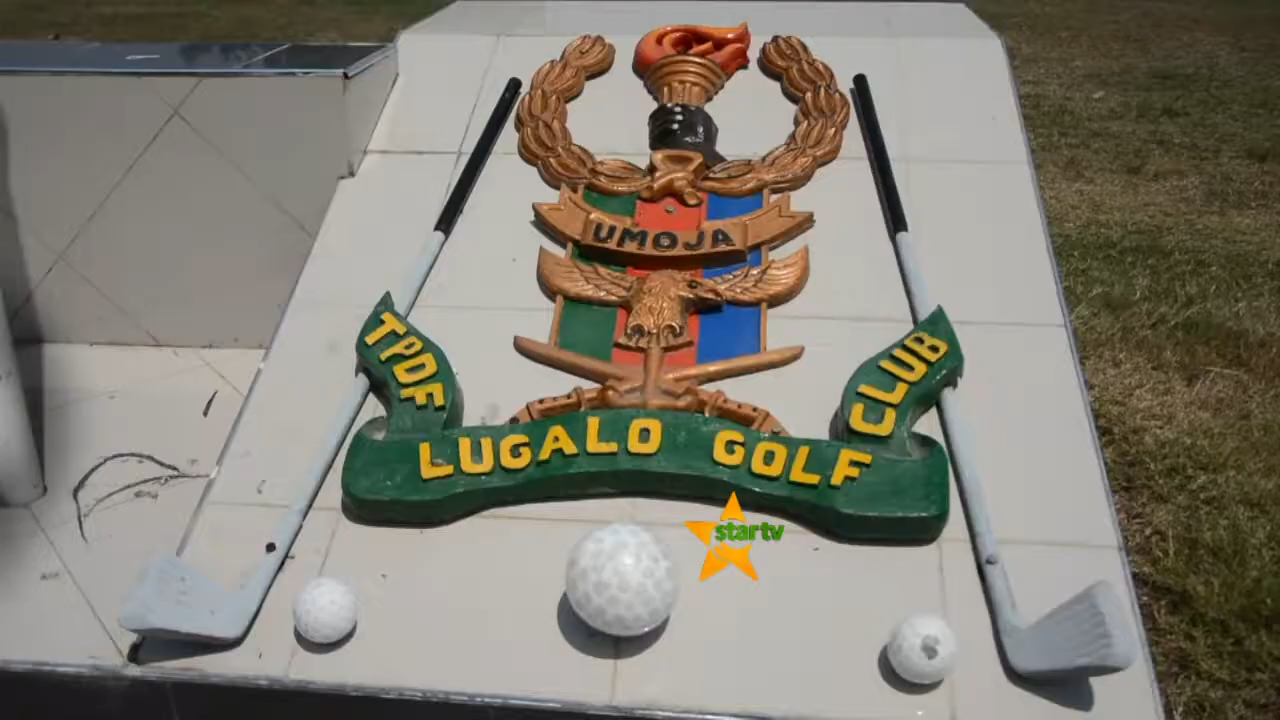 UMOJA
TPDF
LUGALO GOLF
CLUB
startv